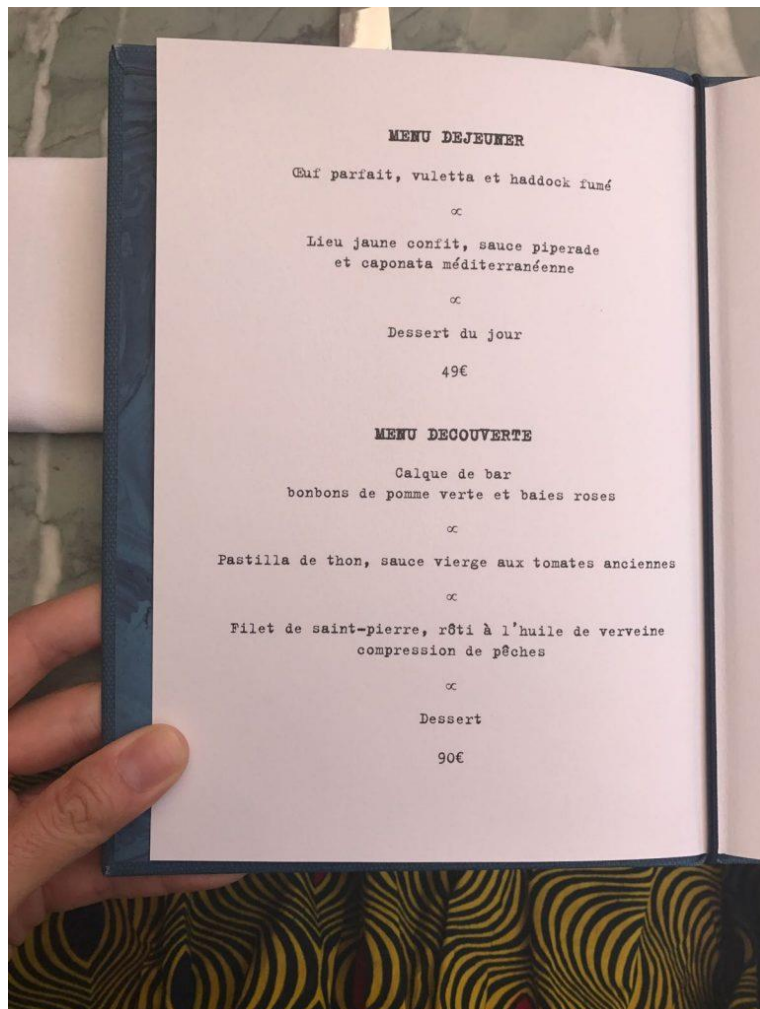 MENU DEJEUNER
Œuf parfait, vuletta et haddock fumé
∝
Lieu jaune confit, sauce piperade
et caponata méditerranéenne
∝
Dessert du jour
49€
MENU DECOUVERTE
Calque de bar
bonbons de pomme verte et baies roses
∝
Pastilla de thon, sauce vierge aux tomates anciennes
∝
Filet de saint-pierre, rôti à l'huile de verveine
compression de pêches
∝
Dessert
90€